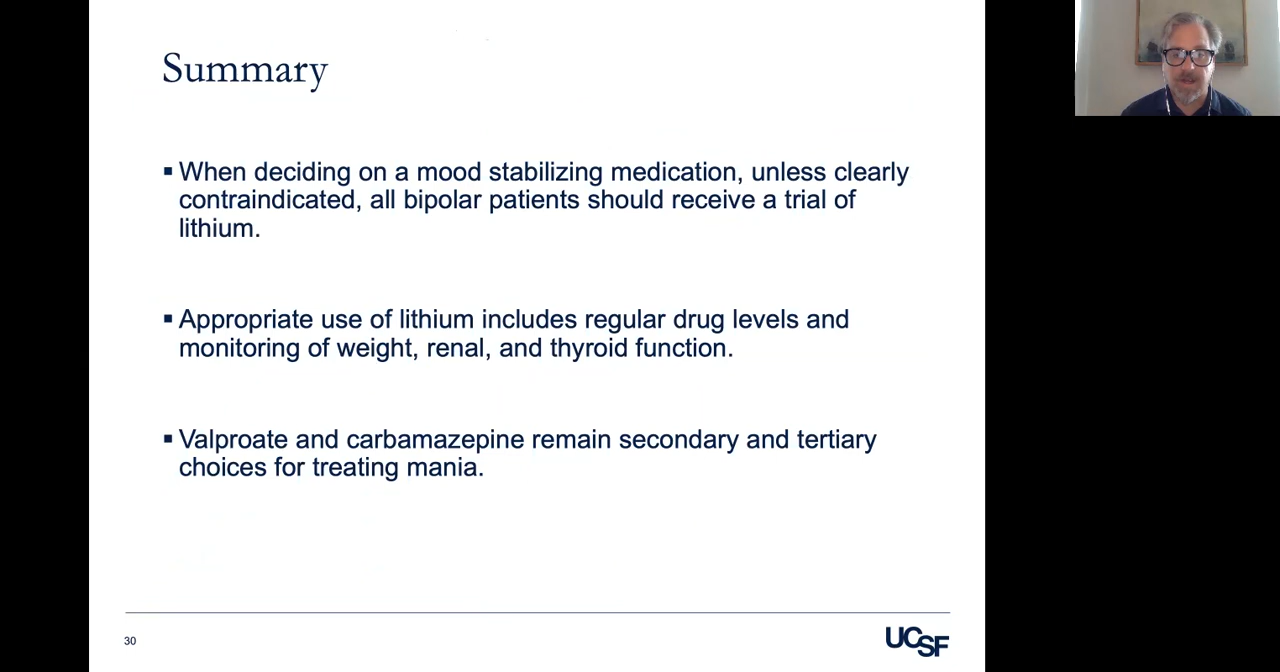 Summary
▪ When deciding on a mood stabilizing medication, unless clearly
contraindicated, all bipolar patients should receive a trial of
lithium.
▪ Appropriate use of lithium includes regular drug levels and
monitoring of weight, renal, and thyroid function.
▪ Valproate and carbamazepine remain secondary and tertiary
choices for treating mania.
30
UCSF